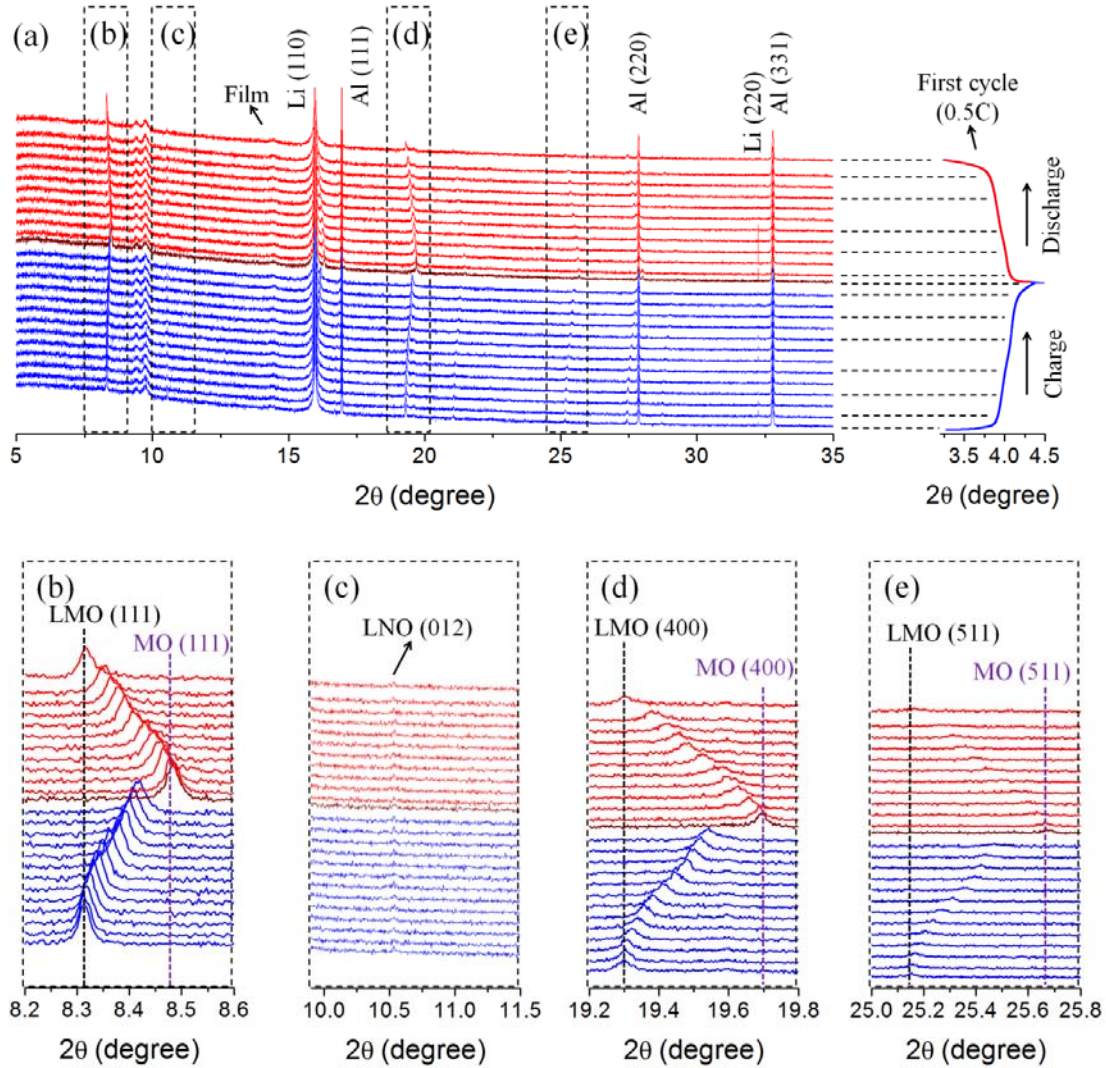 (a)
(b)
(c)
(d)
(e)
Film
Li (110)
Al (111)
Al (220)
Li (220)
Al (331)
First cycle
(0.5C)
Discharge
Charge
5 10 15 20 25 30 35
3.5 4.0 4.5
2θ (degree)
2θ (degree)
(b)
LMO (111)
MO (111)
8.2 8.3 8.4 8.5 8.6
2θ (degree)
(c)
LNO (012)
10.0 10.5 11.0 11.5
2θ (degree)
(d)
LMO (400)
MO (400)
19.2 19.4 19.6 19.8
2θ (degree)
(e)
LMO (511)
MO (511)
25.0 25.2 25.4 25.6 25.8
2θ (degree)